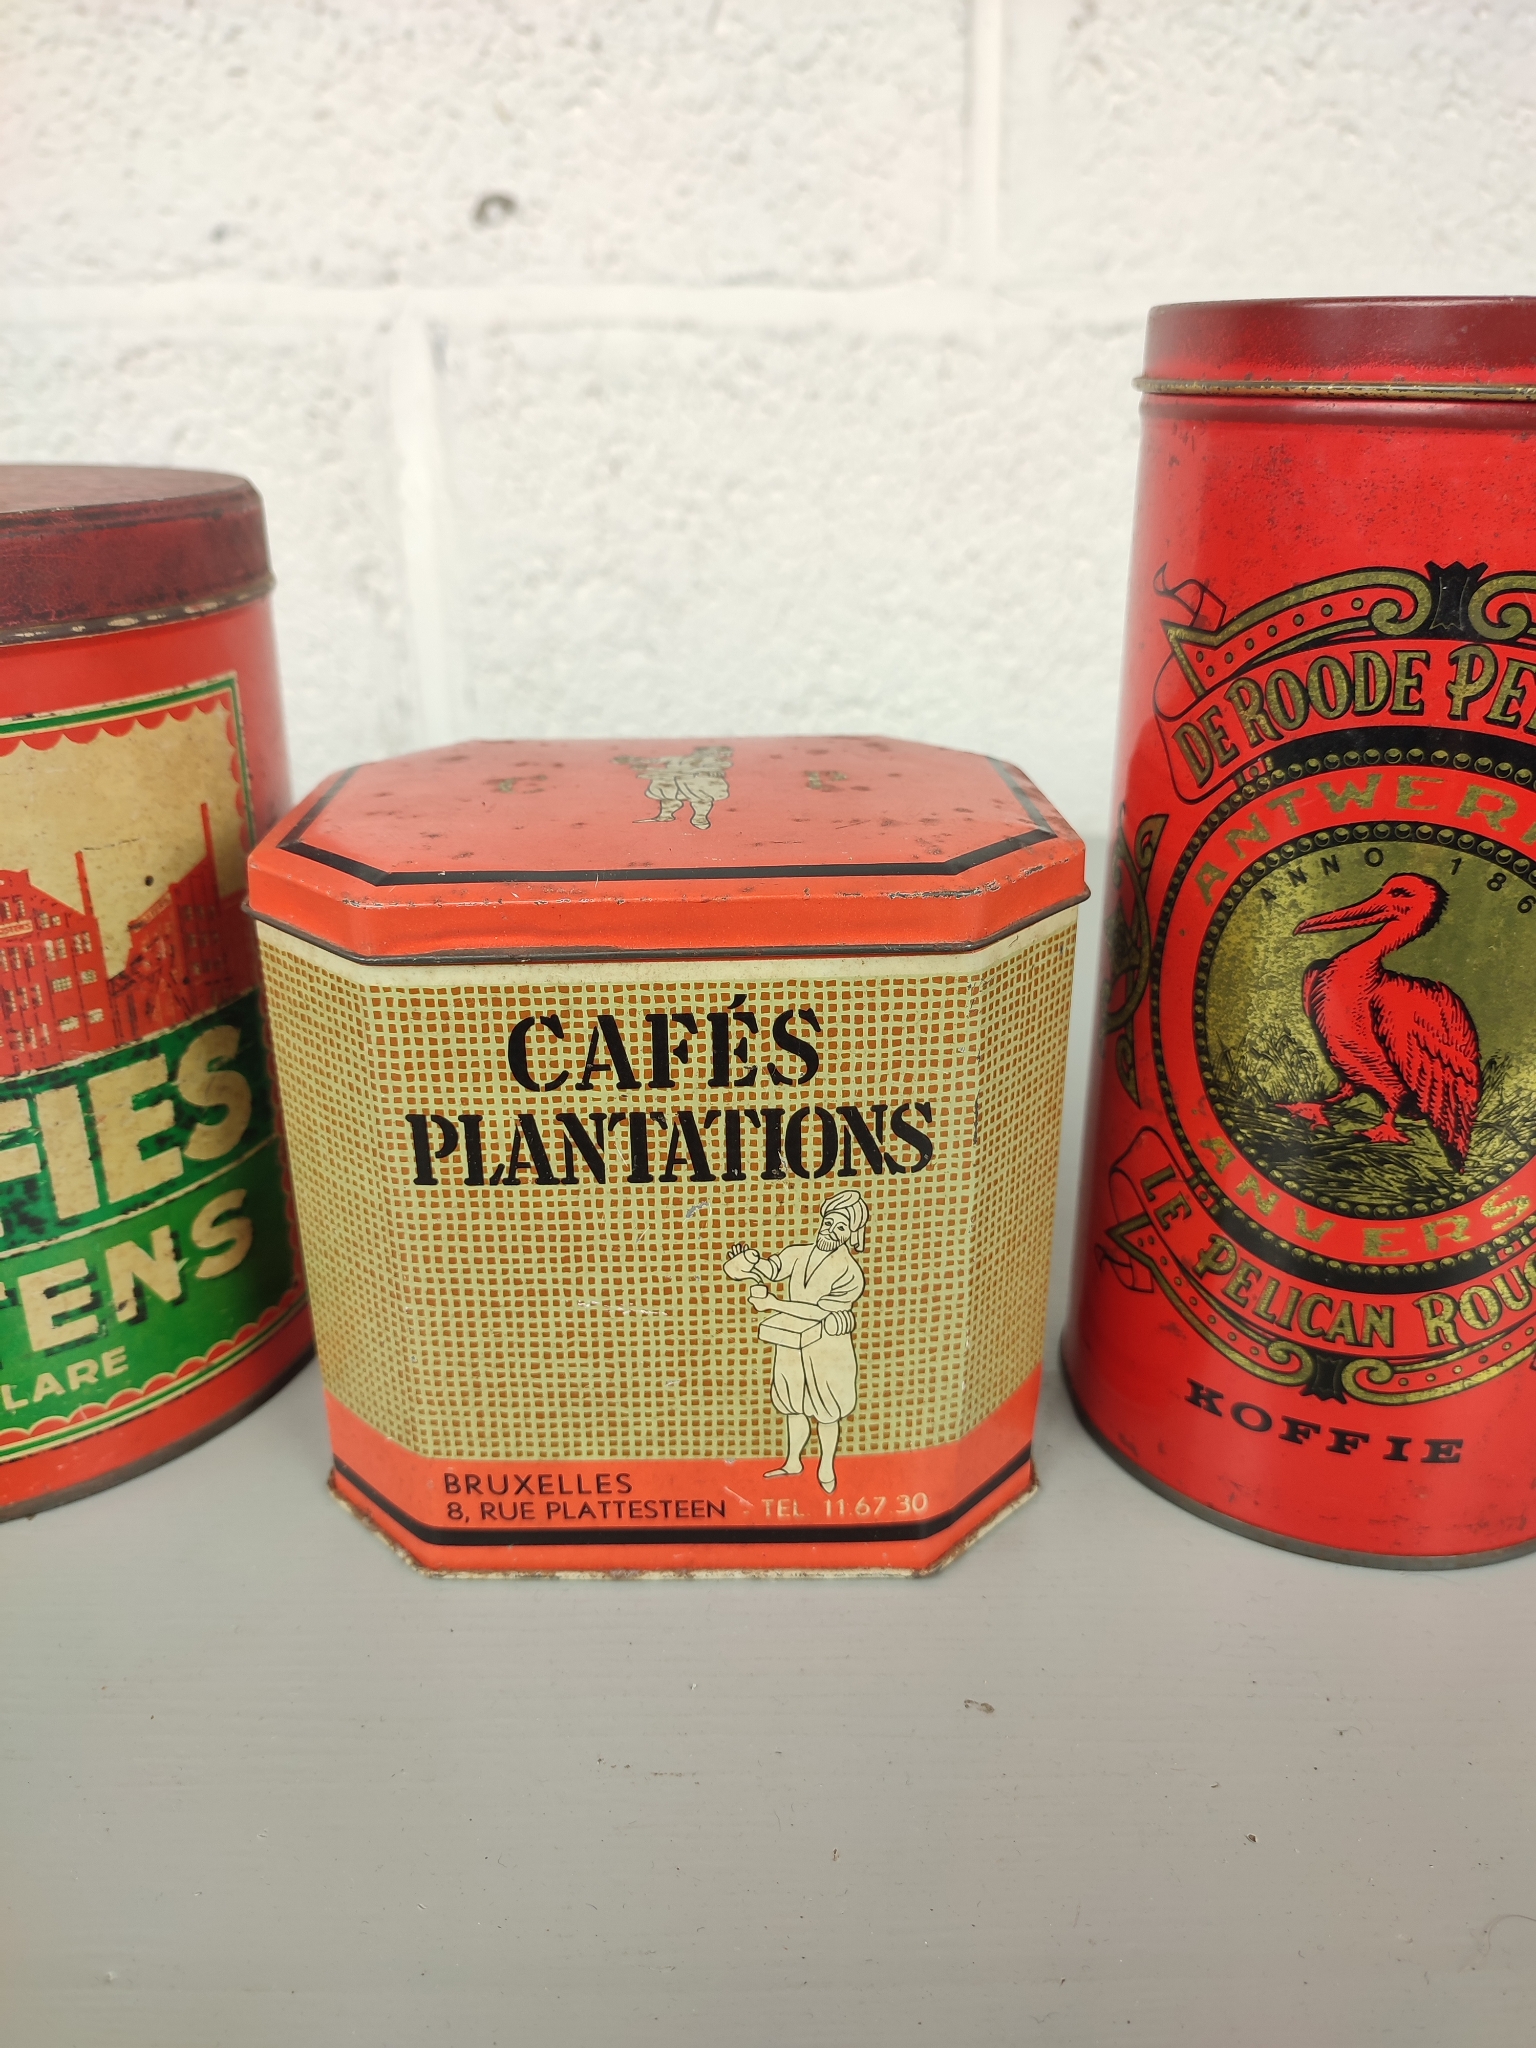 FIES
TENS
LARE
C P
CAFÉS
PLANTATIONS
BRUXELLES
8, RUE PLATTESTEEN TEL. 11.67.30
DE ROODE PE
ANTWER
ANNO 186
ANVERS
LE PELICAN ROUG
KOFFIE